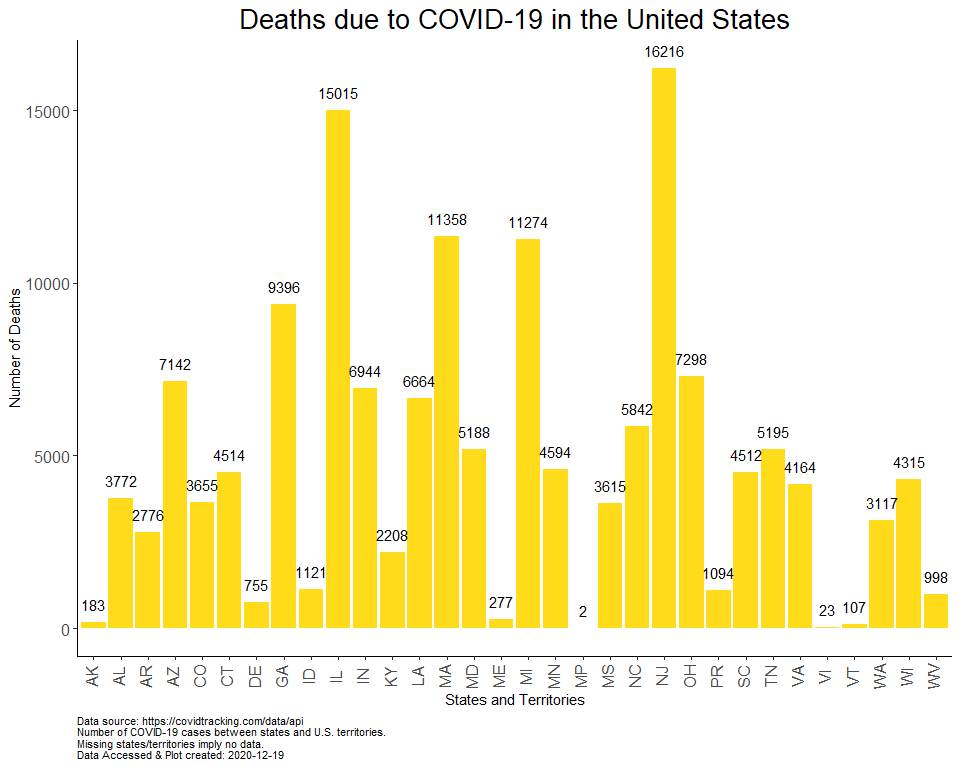 Deaths due to COVID-19 in the United States
Number of Deaths
15000
10000
5000
0
183
3772
2776
7142
3655
4514
755
9396
1121
15015
6944
2208
6664
11358
5188
277
11274
4594
2
3615
5842
16216
7298
1094
4512
5195
4164
23
107
3117
4315
998
AK
AL
AR
AZ
CO
CT
DE
GA
ID
IL
IN
KY
LA
MA
MD
ME
MI
MN
MP
MS
NC
NJ
OH
PR
SC
TN
VA
VI
VT
WA
WI
WV
States and Territories
Data source: https://covidtracking.com/data/api
Number of COVID-19 cases between states and U.S. territories.
Missing states/territories imply no data.
Data Accessed & Plot created: 2020-12-19